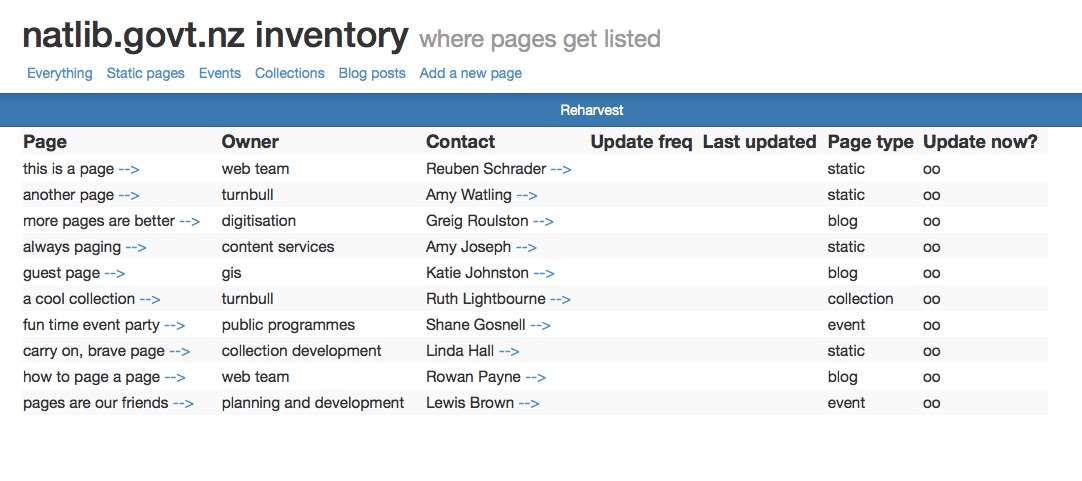 natlib.govt.nz inventory where pages get listed
Everything Static pages Events Collections Blog posts Add a new page
Reharvest
Page Owner Contact Update freq Last updated Page type Update now?
this is a page --> web team Reuben Schrader --> static oo
another page --> turnbull Amy Watling --> static oo
more pages are better --> digitisation Greig Roulston --> blog oo
always paging --> content services Amy Joseph --> static oo
guest page --> gis Katie Johnston --> blog oo
a cool collection --> turnbull Ruth Lightbourne --> collection oo
fun time event party --> public programmes Shane Gosnell --> event oo
carry on, brave page --> collection development Linda Hall --> static oo
how to page a page --> web team Rowan Payne --> blog oo
pages are our friends --> planning and development Lewis Brown --> event oo